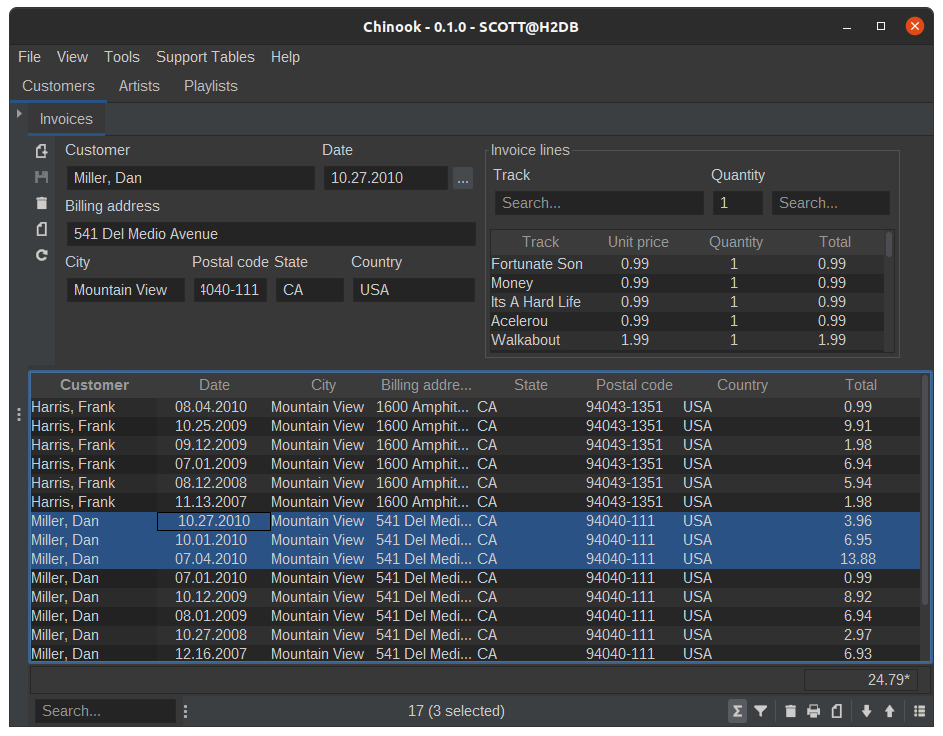 Chinook - 0.1.0 - SCOTT@H2DB
File View Tools Support Tables Help
Customers Artists Playlists
Invoices
Customer Date
Miller, Dan 10.27.2010 ...
Billing address
541 Del Medio Avenue
City Postal code State Country
Mountain View 4040-111 CA USA
Invoice lines
Track Quantity
Search... 1 Search...
Track Unit price Quantity Total
Fortunate Son 0.99 1 0.99
Money 0.99 1 0.99
Its A Hard Life 0.99 1 0.99
Acelerou 0.99 1 0.99
Walkabout 1.99 1 1.99
Customer Date City Billing addre... State Postal code Country Total
Harris, Frank 08.04.2010 Mountain View 1600 Amphit... CA 94043-1351 USA 0.99
Harris, Frank 10.25.2009 Mountain View 1600 Amphit... CA 94043-1351 USA 9.91
Harris, Frank 09.12.2009 Mountain View 1600 Amphit... CA 94043-1351 USA 1.98
Harris, Frank 07.01.2009 Mountain View 1600 Amphit... CA 94043-1351 USA 6.94
Harris, Frank 08.12.2008 Mountain View 1600 Amphit... CA 94043-1351 USA 5.94
Harris, Frank 11.13.2007 Mountain View 1600 Amphit... CA 94043-1351 USA 1.98
Miller, Dan 10.27.2010 Mountain View 541 Del Medi... CA 94040-111 USA 3.96
Miller, Dan 10.01.2010 Mountain View 541 Del Medi... CA 94040-111 USA 6.95
Miller, Dan 07.04.2010 Mountain View 541 Del Medi... CA 94040-111 USA 13.88
Miller, Dan 07.01.2010 Mountain View 541 Del Medi... CA 94040-111 USA 0.99
Miller, Dan 10.12.2009 Mountain View 541 Del Medi... CA 94040-111 USA 8.92
Miller, Dan 08.01.2009 Mountain View 541 Del Medi... CA 94040-111 USA 6.94
Miller, Dan 10.27.2008 Mountain View 541 Del Medi... CA 94040-111 USA 2.97
Miller, Dan 12.16.2007 Mountain View 541 Del Medi... CA 94040-111 USA 6.93
24.79*
Search... 17 (3 selected) Σ